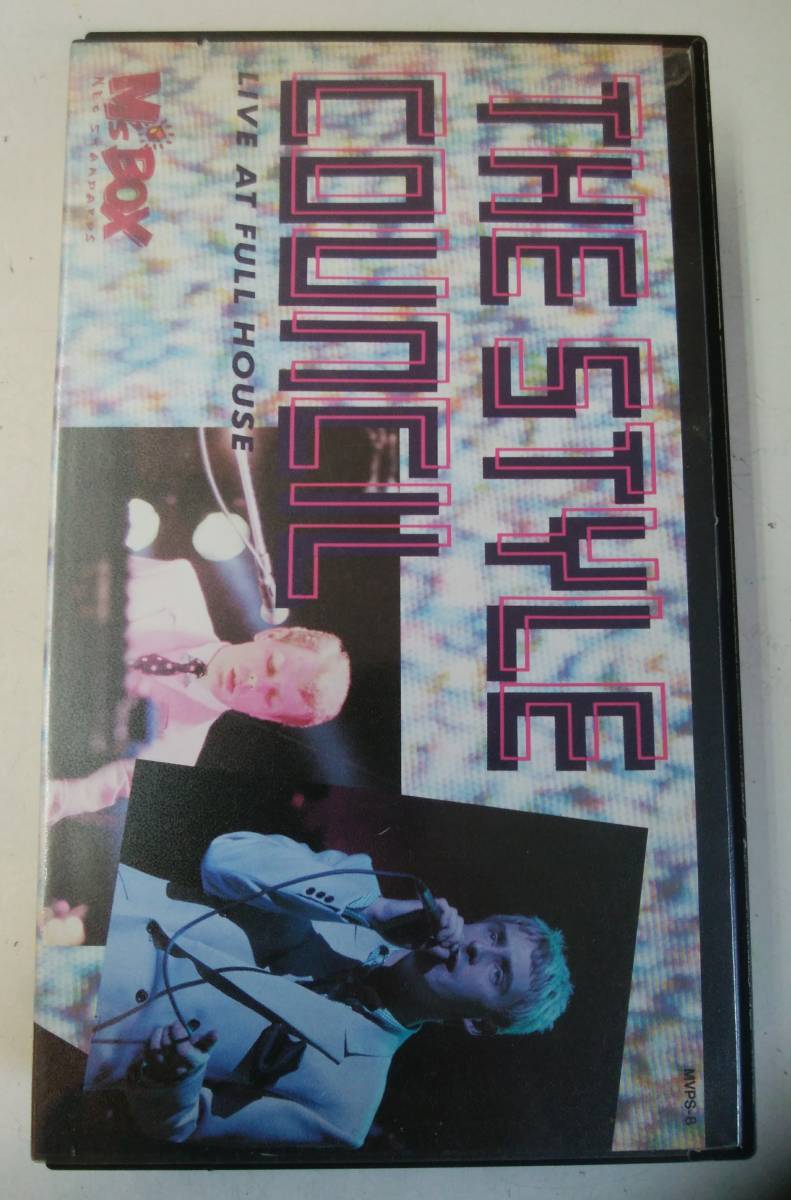 THE STYLE
COUNCIL
LIVE AT FULL HOUSE
M's BOX
MVPS-8